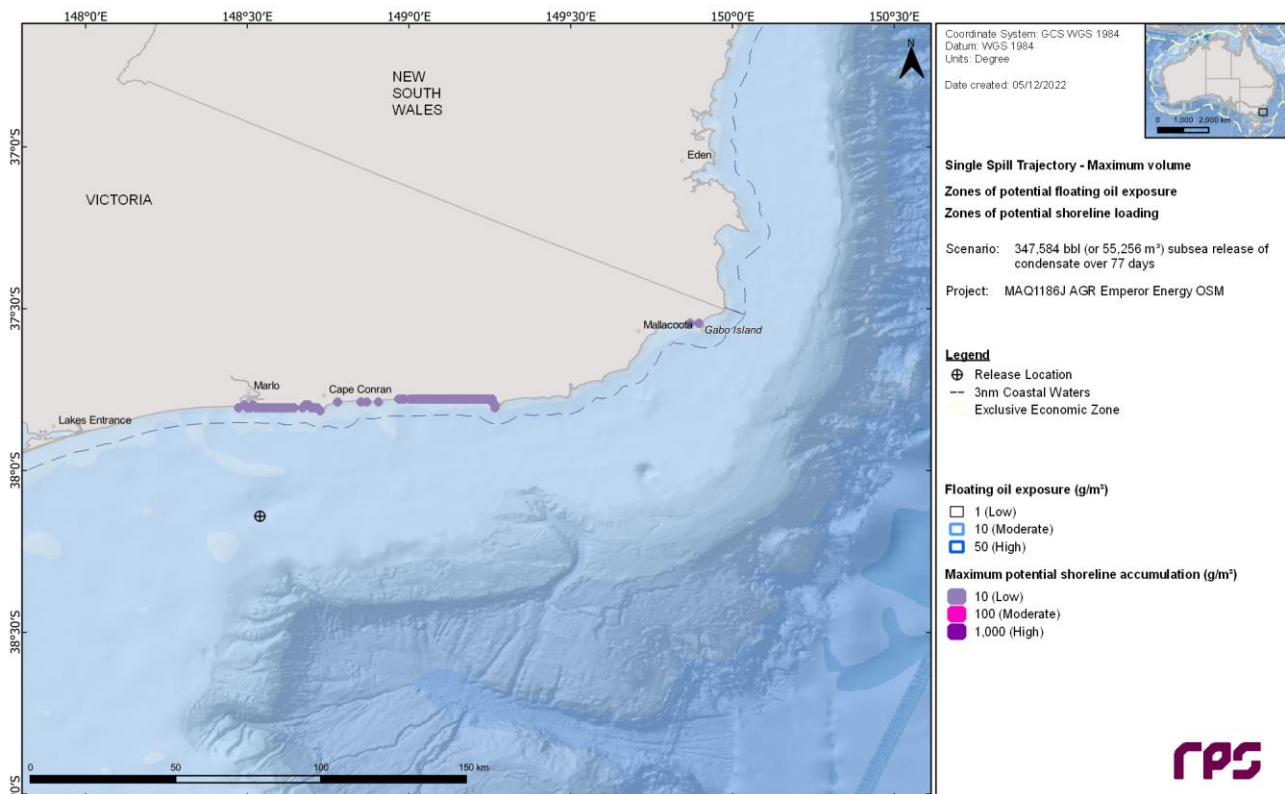 148°0'E
148°30'E
149°0'E
149°30'E
150°0'E
150°30'E
37°0'S
37°30'S
38°0'S
38°30'S
0'S
NEW
SOUTH
WALES
VICTORIA
Eden
Mallacoota
Gabo Island
Cape Conran
Marlo
Lakes Entrance
0 50 100 150 km
Coordinate System: GCS WGS 1984
Datum: WGS 1984
Units: Degree
Date created: 05/12/2022
N
0 1,000 2,000 km
Single Spill Trajectory - Maximum volume
Zones of potential floating oil exposure
Zones of potential shoreline loading
Scenario: 347,584 bbl (or 55,256 m³) subsea release of
condensate over 77 days
Project: MAQ1186J AGR Emperor Energy OSM
Legend
Release Location
3nm Coastal Waters
Exclusive Economic Zone
Floating oil exposure (g/m²)
1 (Low)
10 (Moderate)
50 (High)
Maximum potential shoreline accumulation (g/m²)
10 (Low)
100 (Moderate)
1,000 (High)
rps